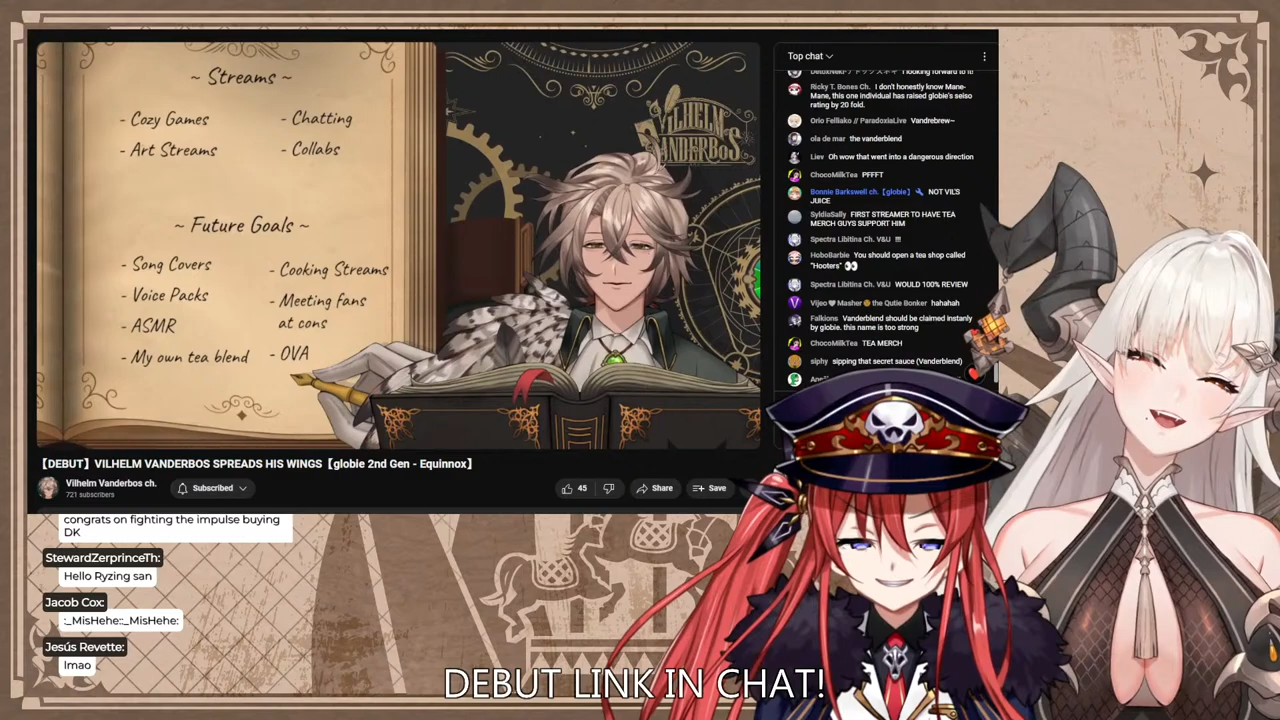 ~ Streams ~
- Cozy Games
- Chatting
- Art Streams
- Collabs
~ Future Goals ~
- Song Covers
- Cooking Streams
- Voice Packs
- Meeting fans
at cons
- ASMR
- My own tea blend
- OVA
VILHELM
VANDERBOS
Top chat
I looking forward to it!
Ricky T. Bones Ch. I don't honestly know Mane-
Mane, this one individual has raised globie's seiso
rating by 20 fold.
Orio Felliako // ParadoxiaLive Vandrebrew~
ola de mar the vanderblend
Liev Oh wow that went into a dangerous direction
ChocoMilkTea PFFFT
Bonnie Barkswell ch.【globie】 NOT VIL'S
JUICE
SyldiaSally FIRST STREAMER TO HAVE TEA
MERCH GUYS SUPPORT HIM
Spectra Libitina Ch. V&U !!!
HoboBarbie You should open a tea shop called
"Hooters" 👀
Spectra Libitina Ch. V&U WOULD 100% REVIEW
Vijeo 🤍 Masher 🍪 the Qutie Bonker hahahah
Falkions Vanderblend should be claimed instanly
by globie. this name is too strong
ChocoMilkTea TEA MERCH
siphy sipping that secret sauce (Vanderblend)
【DEBUT】VILHELM VANDERBOS SPREADS HIS WINGS【globie 2nd Gen - Equinnox】
Vilhelm Vanderbos ch.
721 subscribers
Subscribed
45
Share
Save
congrats on fighting the impulse buying
DK
StewardZerprinceTh:
Hello Ryzing san
Jacob Cox:
:_MisHehe::_MisHehe:
Jesús Revette:
lmao
DEBUT LINK IN CHAT!